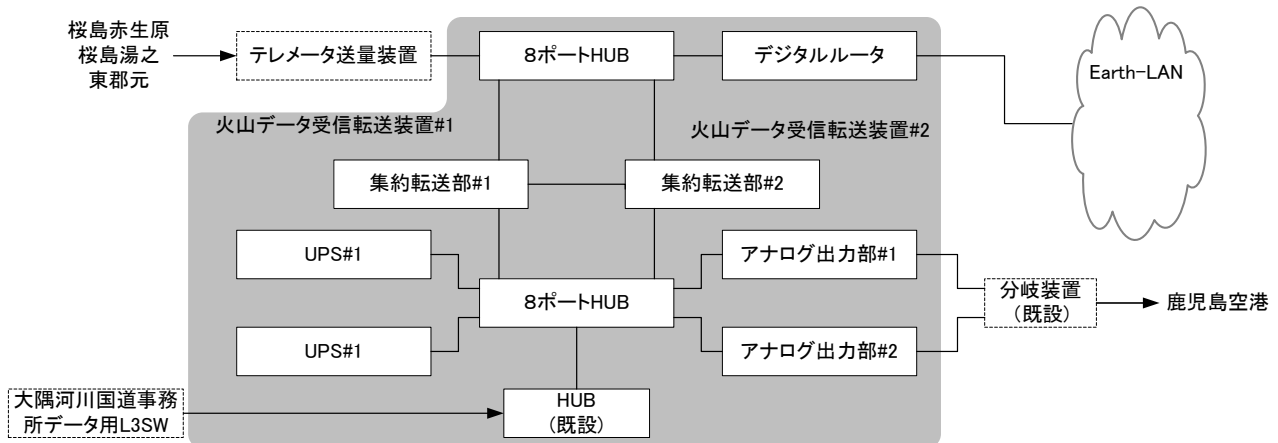 桜島赤生原
桜島湯之
東郡元
テレメータ送量装置
8ポートHUB
デジタルルータ
Earth-LAN
火山データ受信転送装置#1
火山データ受信転送装置#2
集約転送部#1
集約転送部#2
UPS#1
アナログ出力部#1
8ポートHUB
分岐装置
(既設)
鹿児島空港
UPS#1
アナログ出力部#2
大隅河川国道事務
所データ用L3SW
HUB
(既設)